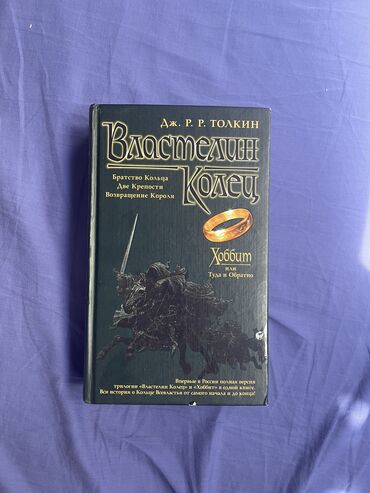 Дж. Р. Р. ТОЛКИН
Властелин
Колец
Братство Кольца
Две Крепости
Возвращение Короля
Хоббит
или
Туда и Обратно
Впервые в России полная версия
трилогии «Властелин Колец» и «Хоббит» в одной книге.
Вся история о Кольце Всевластья от самого начала и до конца!